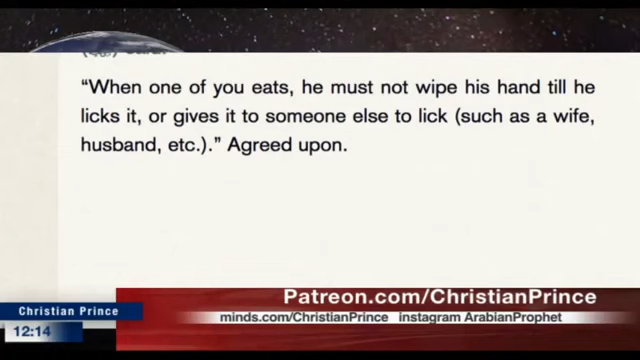 “When one of you eats, he must not wipe his hand till he
licks it, or gives it to someone else to lick (such as a wife,
husband, etc.).” Agreed upon.
Patreon.com/ChristianPrince
Christian Prince
minds.com/ChristianPrince instagram ArabianProphet
12:14